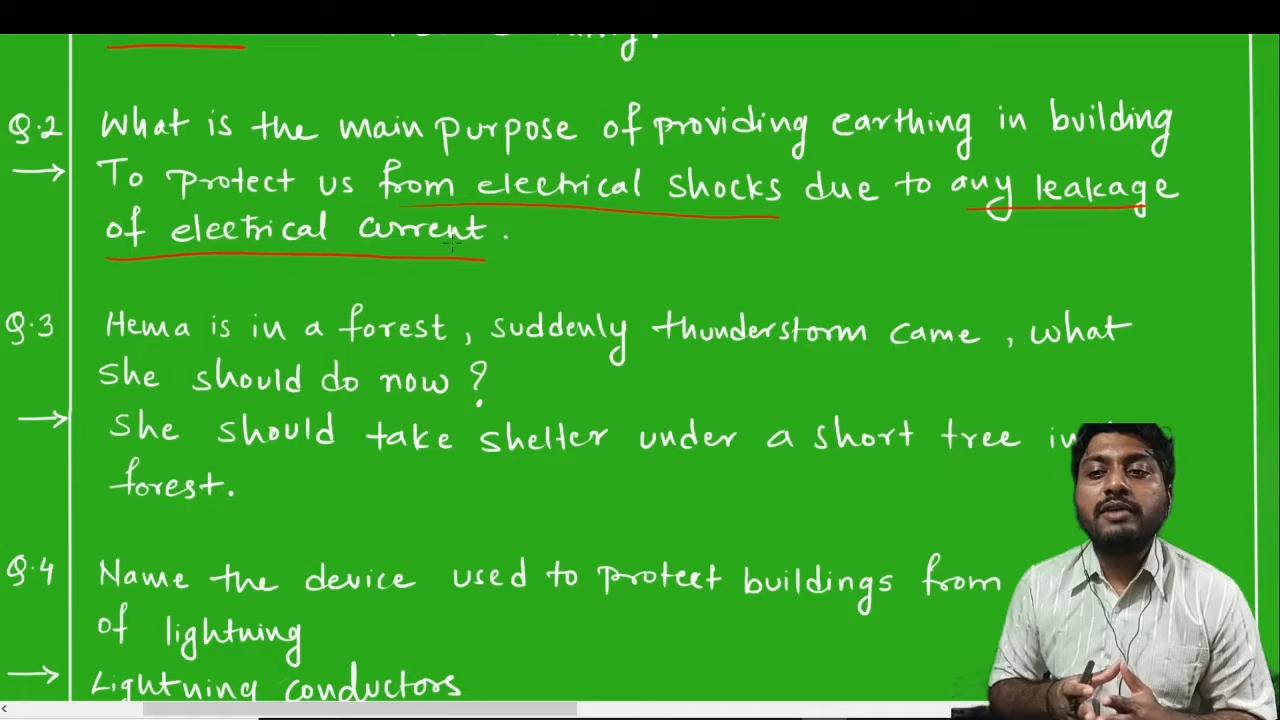 Q.2 What is the main purpose of providing earthing in building
→ To protect us from electrical shocks due to any leakage
of electrical current.
Q.3 Hema is in a forest, suddenly thunderstorm came, what
she should do now?
→ She should take shelter under a short tree in
forest.
Q.4 Name the device used to protect buildings from
of lightning
→ Lightning conductors